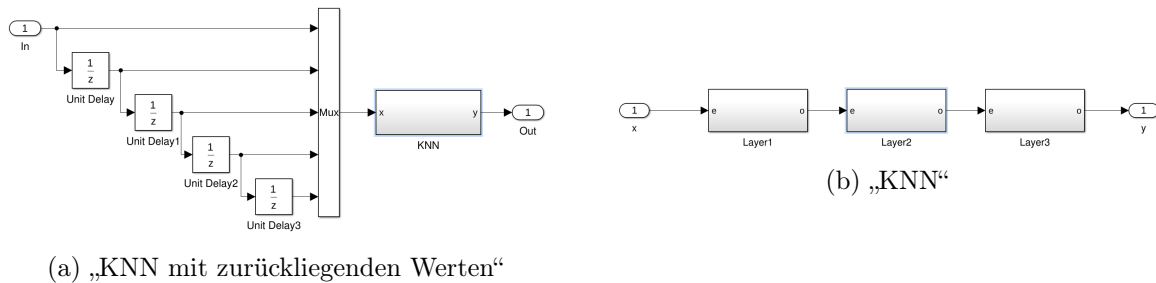 1
In
1
z
Unit Delay
1
z
Unit Delay1
1
z
Unit Delay2
1
z
Unit Delay3
Mux
x y
KNN
1
Out
(a) „KNN mit zurückliegenden Werten“
1
x
e o
Layer1
e o
Layer2
e o
Layer3
1
y
(b) „KNN“